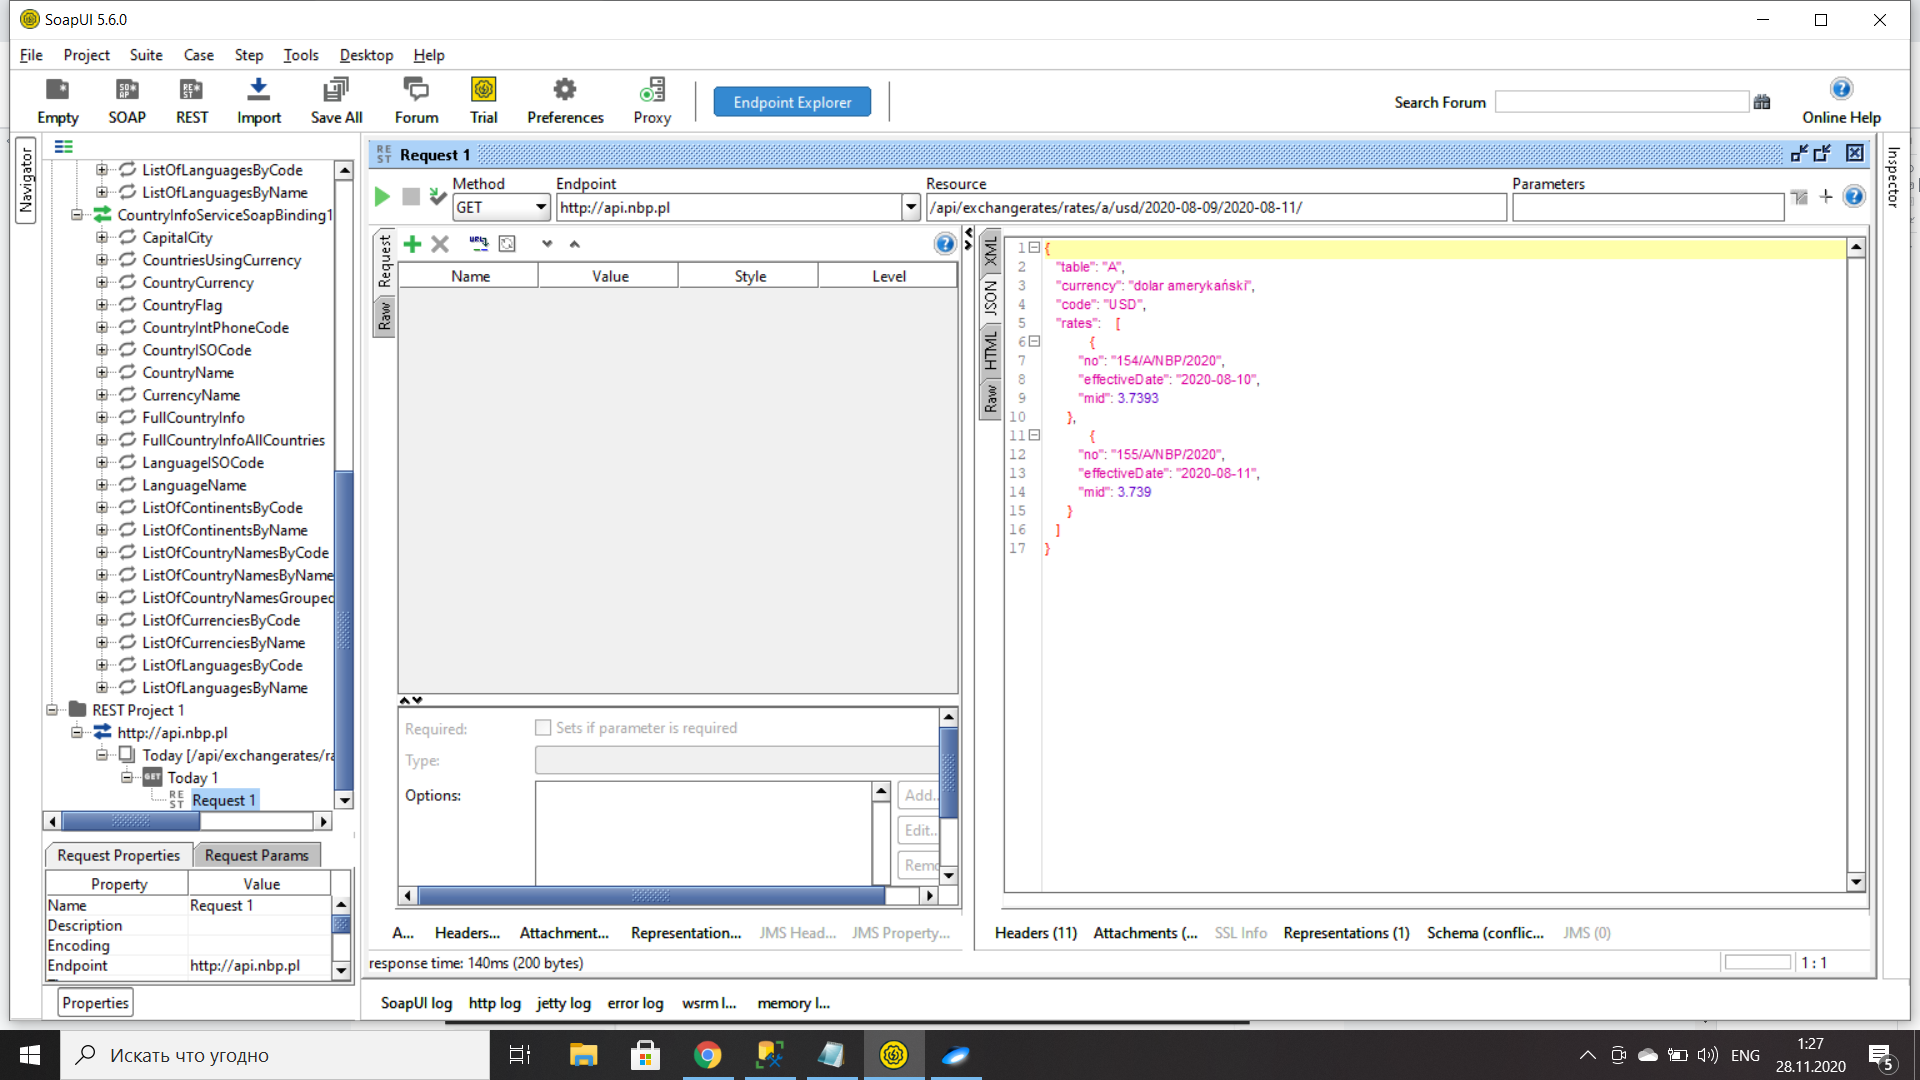 SoapUI 5.6.0
File Project Suite Case Step Tools Desktop Help
Empty SOAP REST Import Save All Forum Trial Preferences Proxy Endpoint Explorer Search Forum Online Help
Navigator
ListOfLanguagesByCode
ListOfLanguagesByName
CountryInfoServiceSoapBinding1
CapitalCity
CountriesUsingCurrency
CountryCurrency
CountryFlag
CountryIntPhoneCode
CountryISOCode
CountryName
CurrencyName
FullCountryInfo
FullCountryInfoAllCountries
LanguageISOCode
LanguageName
ListOfContinentsByCode
ListOfContinentsByName
ListOfCountryNamesByCode
ListOfCountryNamesByName
ListOfCountryNamesGrouped
ListOfCurrenciesByCode
ListOfCurrenciesByName
ListOfLanguagesByCode
ListOfLanguagesByName
REST Project 1
http://api.nbp.pl
Today [/api/exchangerates/ra
GET Today 1
REST Request 1
Request Properties Request Params
Property Value
Name Request 1
Description
Encoding
Endpoint http://api.nbp.pl
Properties
REST Request 1
Method Endpoint Resource Parameters
GET http://api.nbp.pl /api/exchangerates/rates/a/usd/2020-08-09/2020-08-11/
Request
Raw
Name Value Style Level
Required: Sets if parameter is required
Type:
Options: Add..
Edit..
Remo
A... Headers... Attachment... Representation... JMS Head... JMS Property...
XML
JSON
HTML
Raw
1 {
2 "table": "A",
3 "currency": "dolar amerykański",
4 "code": "USD",
5 "rates": [
6 {
7 "no": "154/A/NBP/2020",
8 "effectiveDate": "2020-08-10",
9 "mid": 3.7393
10 },
11 {
12 "no": "155/A/NBP/2020",
13 "effectiveDate": "2020-08-11",
14 "mid": 3.739
15 }
16 ]
17 }
Headers (11) Attachments (... SSL Info Representations (1) Schema (conflic... JMS (0)
response time: 140ms (200 bytes) 1 : 1
Inspector
SoapUI log http log jetty log error log wsrm l... memory l...
Искать что угодно
ENG
1:27
28.11.2020
5